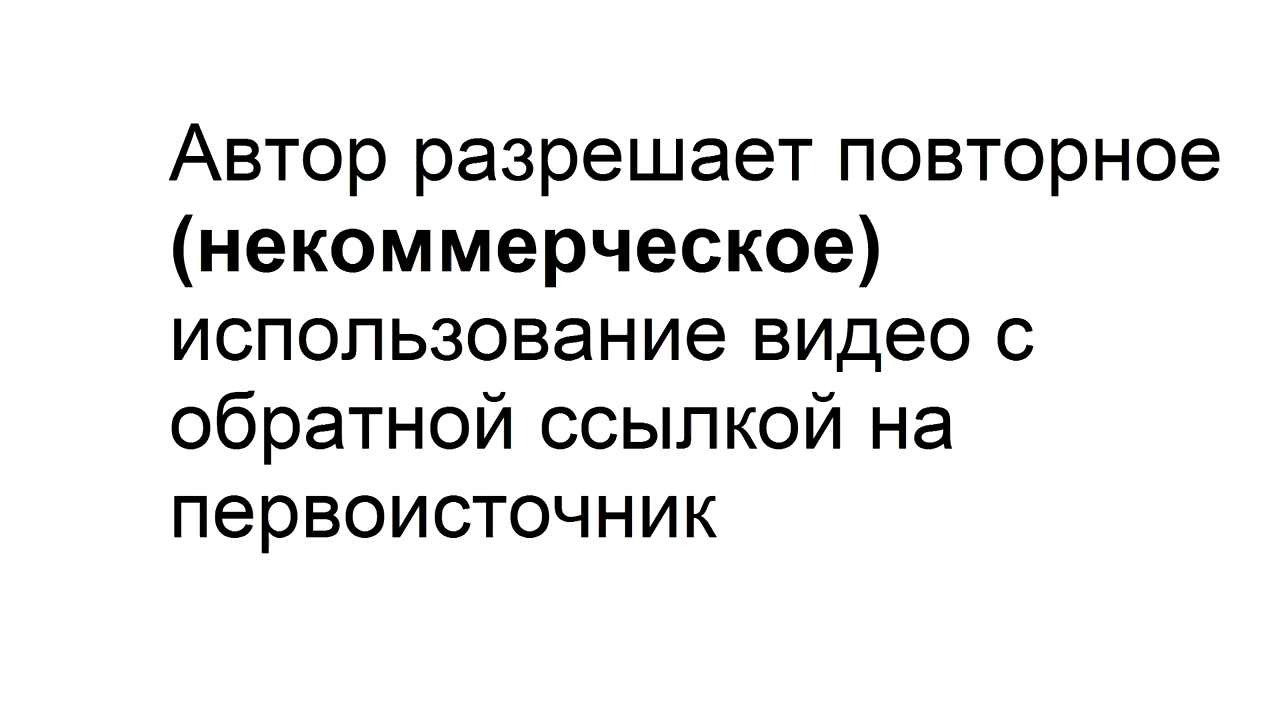 Автор разрешает повторное
(некоммерческое)
использование видео с
обратной ссылкой на
первоисточник